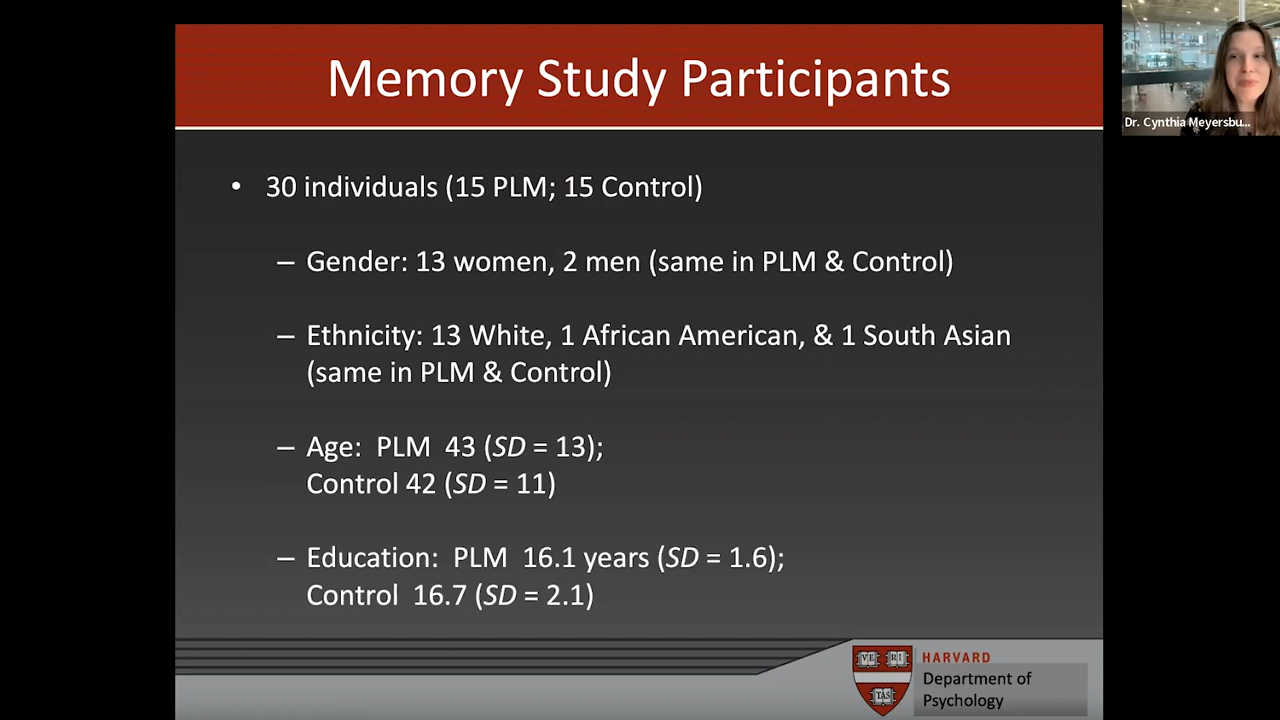 Memory Study Participants
Dr. Cynthia Meyersbu...
• 30 individuals (15 PLM; 15 Control)
– Gender: 13 women, 2 men (same in PLM & Control)
– Ethnicity: 13 White, 1 African American, & 1 South Asian
(same in PLM & Control)
– Age: PLM 43 (SD = 13);
Control 42 (SD = 11)
– Education: PLM 16.1 years (SD = 1.6);
Control 16.7 (SD = 2.1)
VE RI
TAS
HARVARD
Department of
Psychology